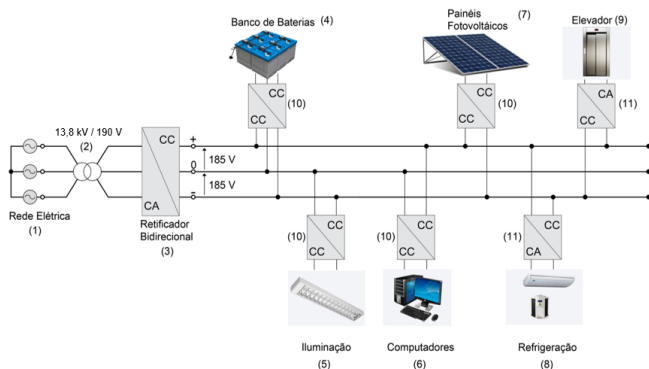 Banco de Baterias (4)
Painéis
Fotovoltáicos
(7)
Elevador (9)
CC
CC
(10)
CC
CC
(10)
CA
CC
(11)
13,8 kV / 190 V
(2)
CC
CA
+
0
-
185 V
185 V
Rede Elétrica
(1)
Retificador
Bidirecional
(3)
(10)
CC
CC
(10)
CC
CC
(11)
CC
CA
Iluminação
(5)
Computadores
(6)
Refrigeração
(8)